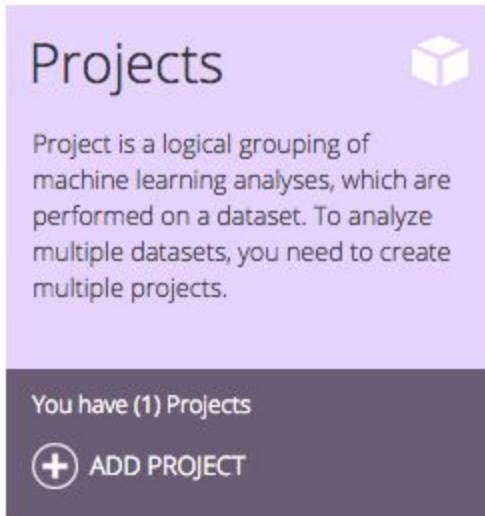 Projects
Project is a logical grouping of
machine learning analyses, which are
performed on a dataset. To analyze
multiple datasets, you need to create
multiple projects.
You have (1) Projects
ADD PROJECT